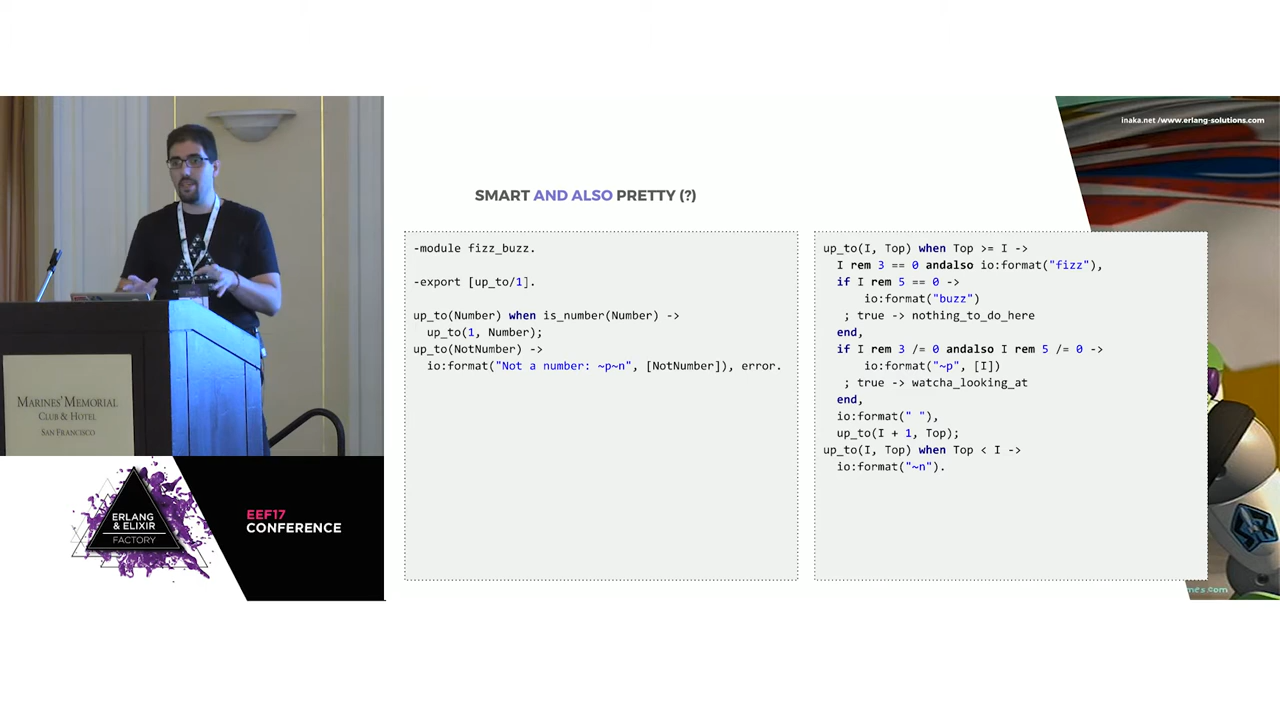 inaka.net /www.erlang-solutions.com
SMART AND ALSO PRETTY (?)
-module fizz_buzz.
-export [up_to/1].
up_to(Number) when is_number(Number) ->
  up_to(1, Number);
up_to(NotNumber) ->
  io:format("Not a number: ~p~n", [NotNumber]), error.
up_to(I, Top) when Top >= I ->
  I rem 3 == 0 andalso io:format("fizz"),
  if I rem 5 == 0 ->
      io:format("buzz")
   ; true -> nothing_to_do_here
  end,
  if I rem 3 /= 0 andalso I rem 5 /= 0 ->
      io:format("~p", [I])
   ; true -> watcha_looking_at
  end,
  io:format(" "),
  up_to(I + 1, Top);
up_to(I, Top) when Top < I ->
  io:format("~n").
MARINES' MEMORIAL
CLUB & HOTEL
SAN FRANCISCO
ERLANG
& ELIXIR
FACTORY
EEF17
CONFERENCE